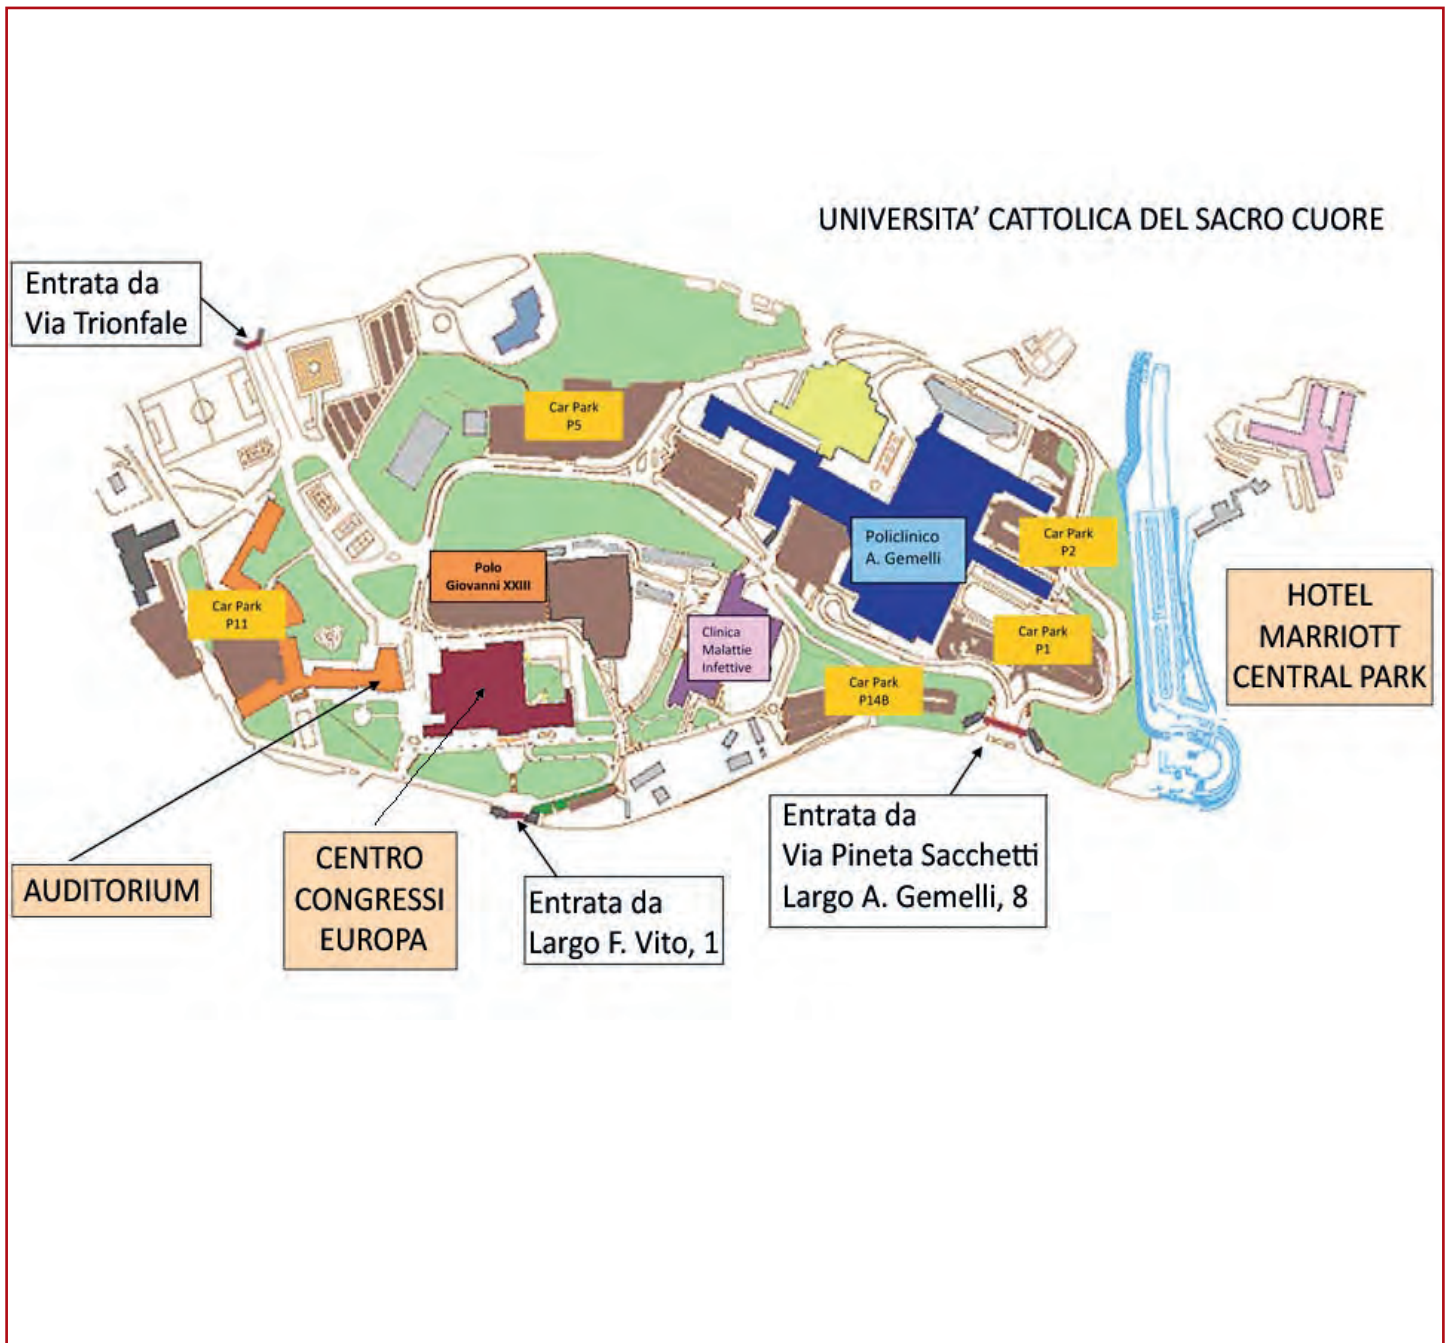 UNIVERSITA’ CATTOLICA DEL SACRO CUORE
Entrata da
Via Trionfale
Car Park
P5
Policlinico
A. Gemelli
Car Park
P2
Polo
Giovanni XXIII
Car Park
P11
Clinica
Malattie
Infettive
Car Park
P1
Car Park
P14B
HOTEL
MARRIOTT
CENTRAL PARK
AUDITORIUM
CENTRO
CONGRESSI
EUROPA
Entrata da
Largo F. Vito, 1
Entrata da
Via Pineta Sacchetti
Largo A. Gemelli, 8